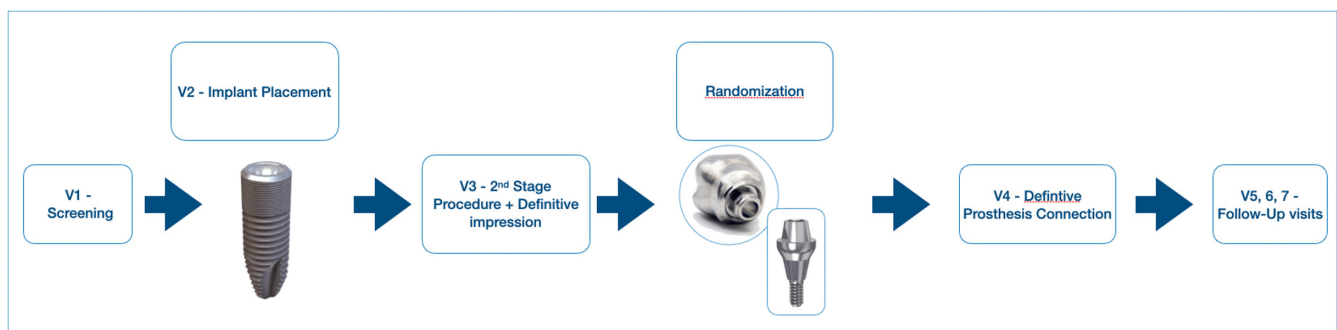 V1 -
Screening
V2 - Implant Placement
V3 - 2ⁿᵈ Stage
Procedure + Definitive
impression
Randomization
V4 - Defintive
Prosthesis Connection
V5, 6, 7 -
Follow-Up visits